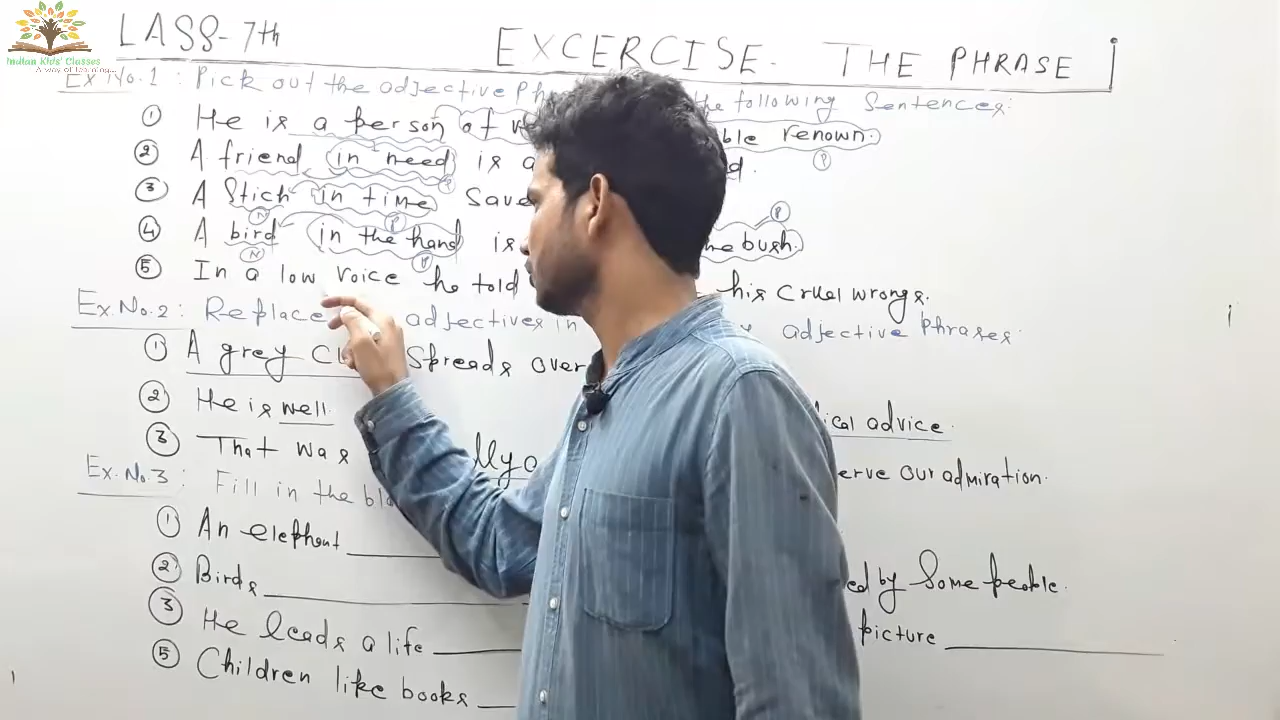 Indian Kids' Classes
A way of learning...
LASS-7th
EXCERCISE. THE PHRASE
Ex. No. 1 : Pick out the adjective Ph the following Sentences:
① He is a person of ble renown.
② A friend in need is a d.
③ A Stich in time Save
④ A bird in the hand is he bush.
⑤ In a low voice he told his Cruel wrongs.
Ex. No. 2 : Replace adjectives in adjective Phrases
① A grey Spreads over
② He is well ical advice
③ That was lly a erve our admiration.
Ex. No. 3 : Fill in the bla
① An elephant
② Birds ed by Some people.
③ He leads a life picture
⑤ Children like books